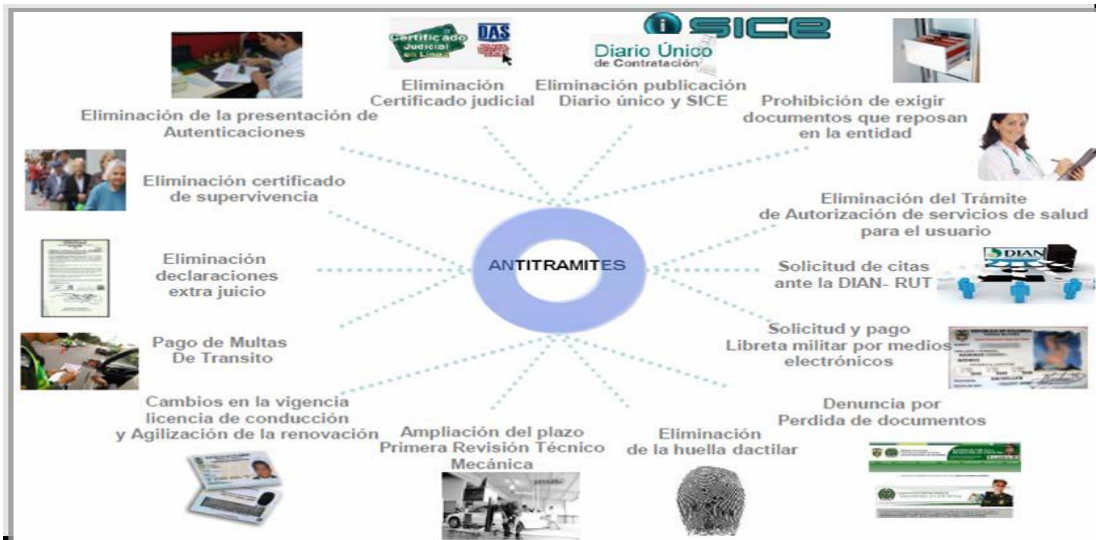 Certificado
Judicial
en Línea
DAS
i SICE
Diario Único
de Contratación
Eliminación
Certificado judicial
Eliminación publicación
Diario único y SICE
Prohibición de exigir
documentos que reposan
en la entidad
Eliminación de la presentación de
Autenticaciones
Eliminación certificado
de supervivencia
Eliminación del Trámite
de Autorización de servicios de salud
para el usuario
Eliminación
declaraciones
extra juicio
ANTITRAMITES
DIAN
Solicitud de citas
ante la DIAN- RUT
Pago de Multas
De Transito
Solicitud y pago
Libreta militar por medios
electrónicos
Cambios en la vigencia
licencia de conducción
y Agilización de la renovación
Ampliación del plazo
Primera Revisión Técnico
Mecánica
Eliminación
de la huella dactilar
Denuncia por
Perdida de documentos